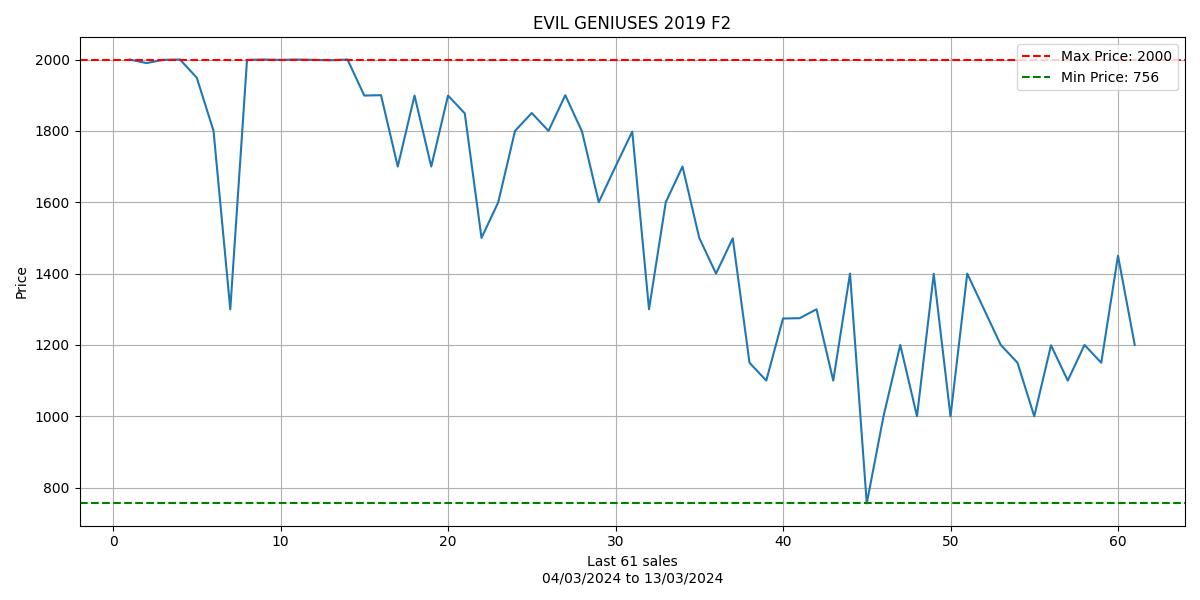 EVIL GENIUSES 2019 F2
Max Price: 2000
Min Price: 756
Price
2000
1800
1600
1400
1200
1000
800
0 10 20 30 40 50 60
Last 61 sales
04/03/2024 to 13/03/2024